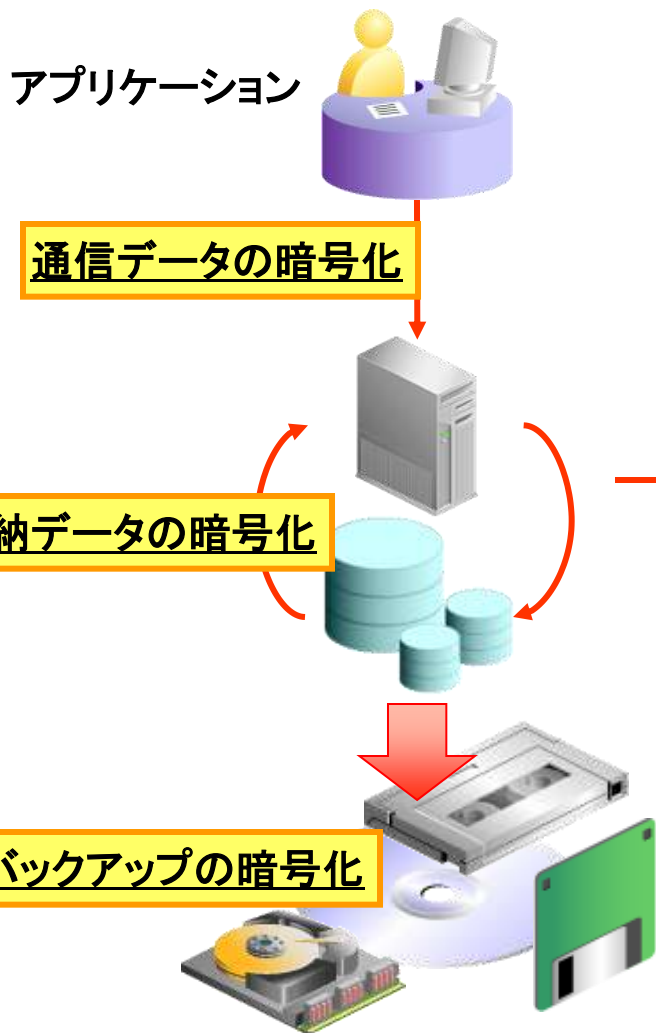 アプリケーション
通信データの暗号化
納データの暗号化
バックアップの暗号化